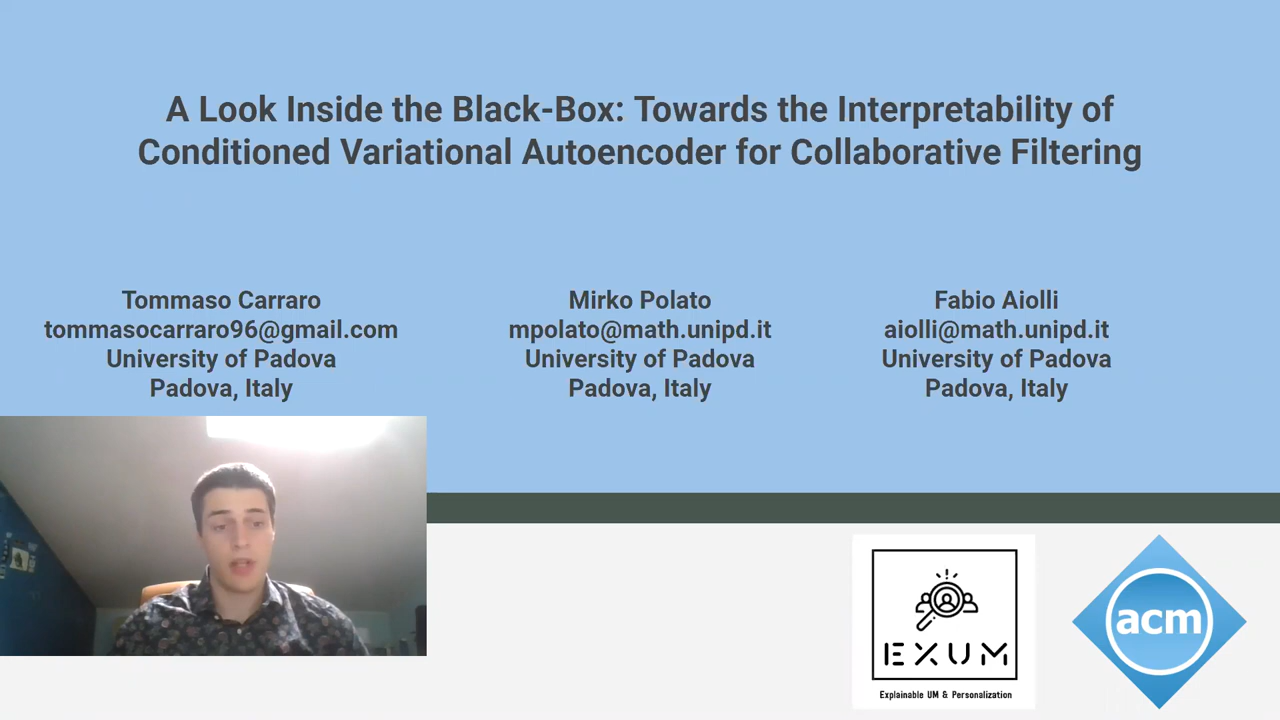 A Look Inside the Black-Box: Towards the Interpretability of
Conditioned Variational Autoencoder for Collaborative Filtering
Tommaso Carraro
tommasocarraro96@gmail.com
University of Padova
Padova, Italy
Mirko Polato
mpolato@math.unipd.it
University of Padova
Padova, Italy
Fabio Aiolli
aiolli@math.unipd.it
University of Padova
Padova, Italy
EXUM
Explainable UM & Personalization
acm